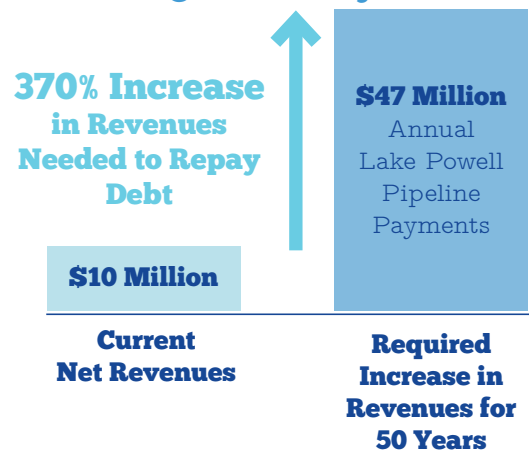 370% Increase
in Revenues
Needed to Repay
Debt
$47 Million
Annual
Lake Powell
Pipeline
Payments
$10 Million
Current
Net Revenues
Required
Increase in
Revenues for
50 Years